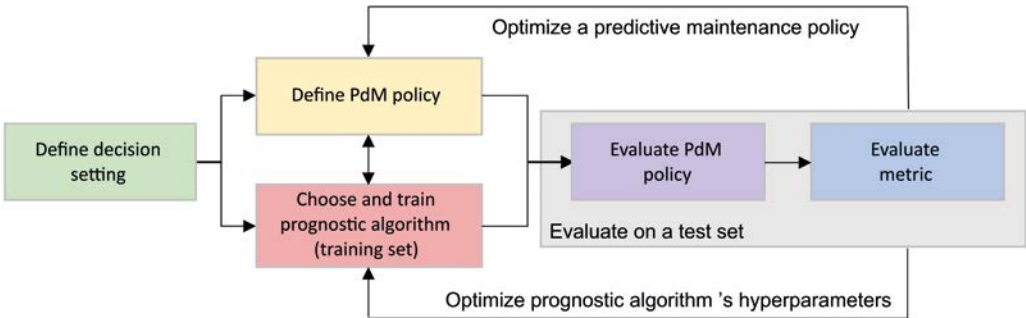 Optimize a predictive maintenance policy
Define PdM policy
Define decision
setting
Evaluate PdM
policy
Evaluate
metric
Choose and train
prognostic algorithm
(training set)
Evaluate on a test set
Optimize prognostic algorithm 's hyperparameters